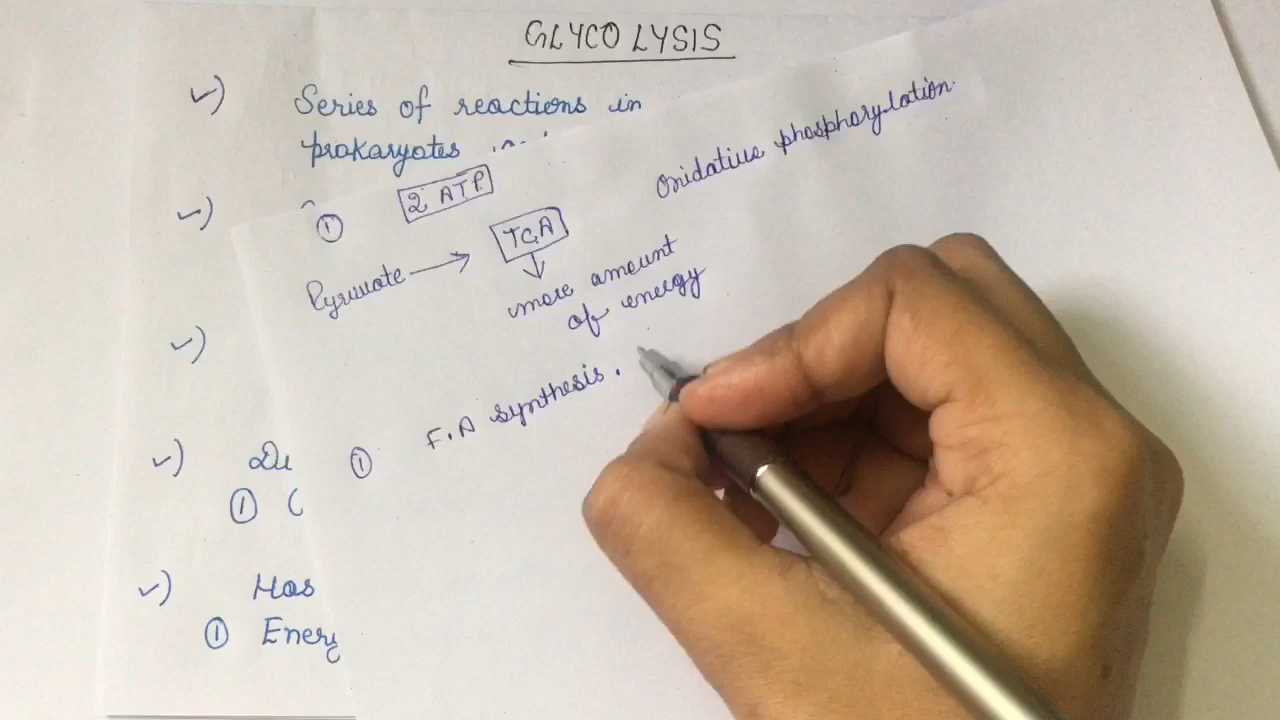 GLYCOLYSIS
Series of reactions in
prokaryotes
① 2 ATP
Oxidative phosphorylation
Pyruvate → TCA
more amount
of energy
① F.A synthesis.
①
Has
①